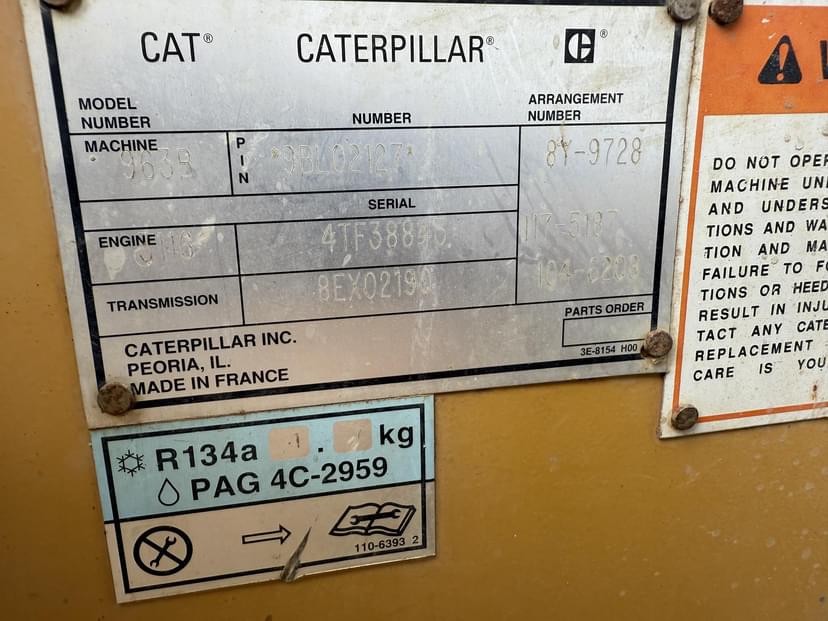 CAT® CATERPILLAR® ®
MODEL NUMBER
NUMBER
ARRANGEMENT NUMBER
MACHINE 963B
PIN *9BL02127*
8Y-9728
SERIAL
ENGINE
4TF38845
117-5187
TRANSMISSION
8EX02190
104-6208
PARTS ORDER
CATERPILLAR INC.
PEORIA, IL.
MADE IN FRANCE
3E-8154 H00
R134a . kg
PAG 4C-2959
110-6393 2
DO NOT OPER
MACHINE UN
AND UNDERS
TIONS AND WA
TION AND MA
FAILURE TO FO
TIONS OR HEED
RESULT IN INJU
TACT ANY CATE
REPLACEMENT
CARE IS YOU